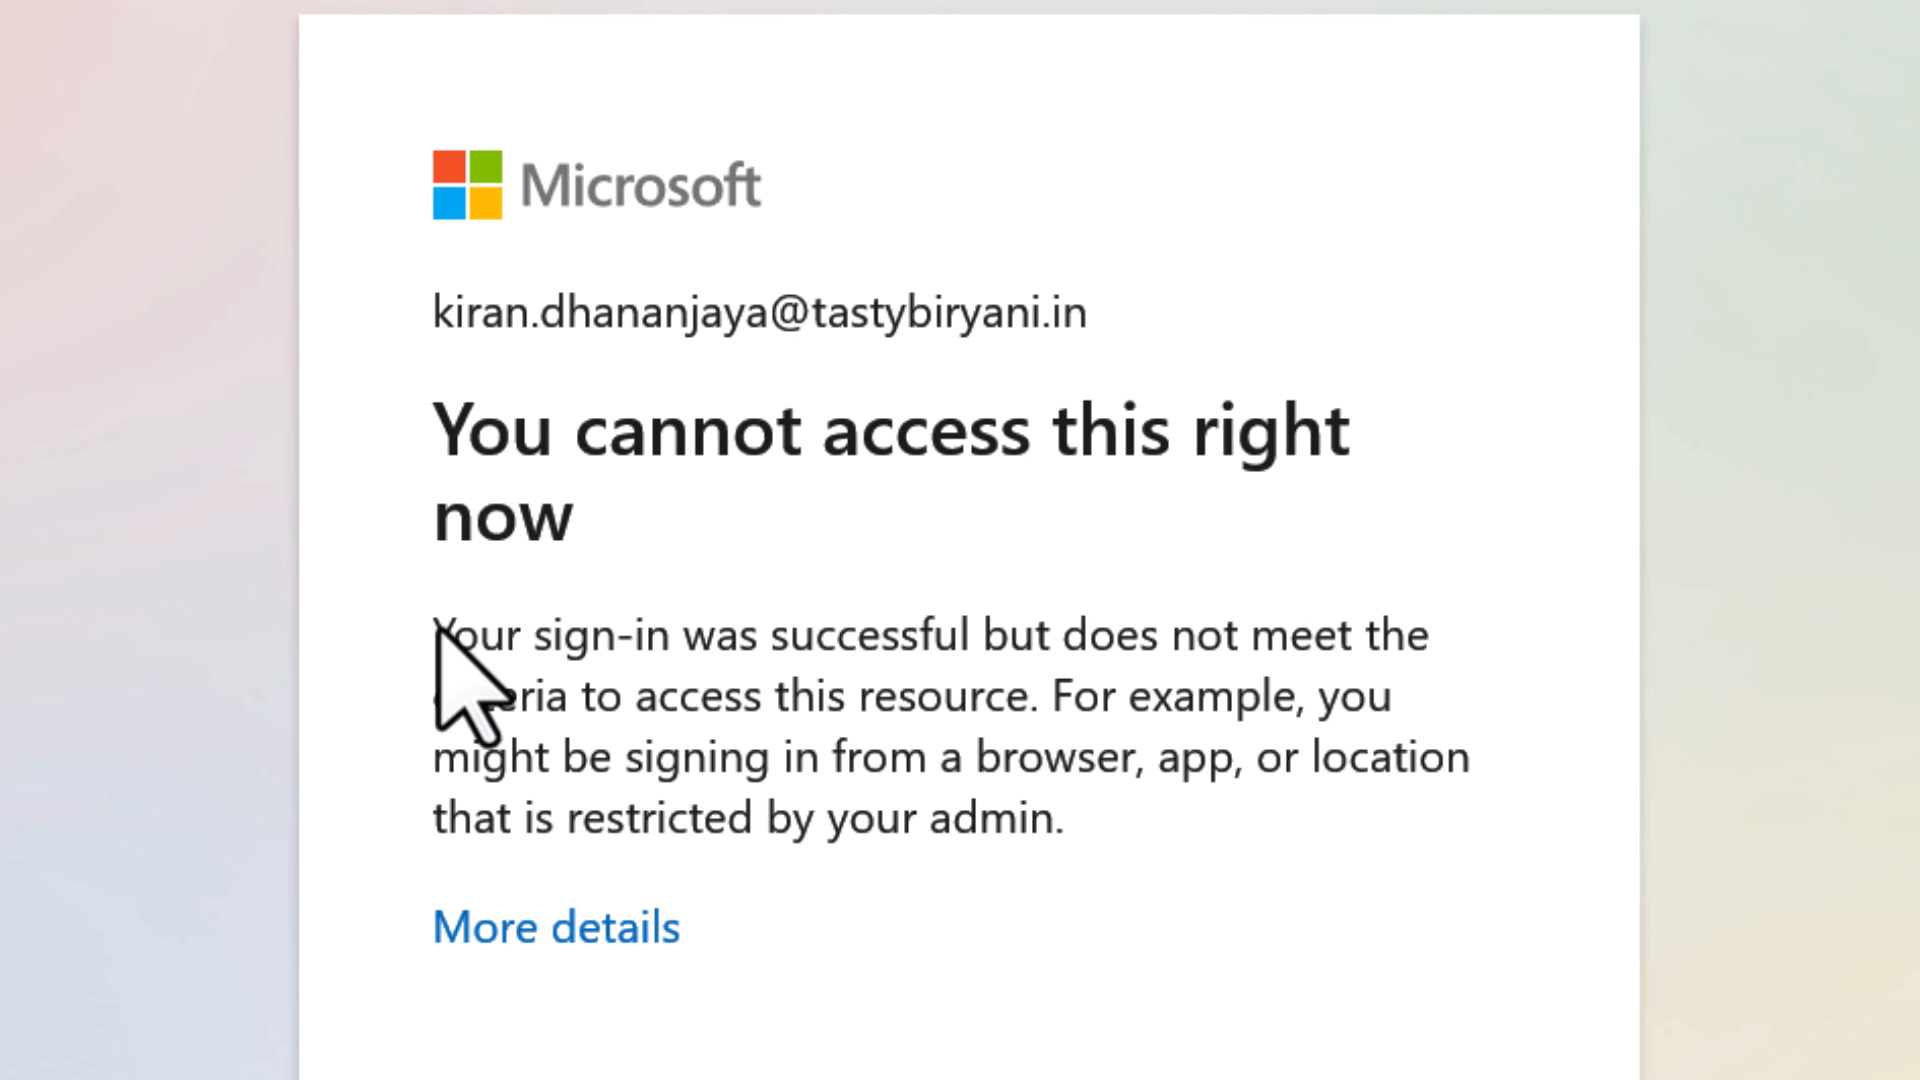 Microsoft
kiran.dhananjaya@tastybiryani.in
You cannot access this right
now
Your sign-in was successful but does not meet the
to access this resource. For example, you
might be signing in from a browser, app, or location
that is restricted by your admin.
More details